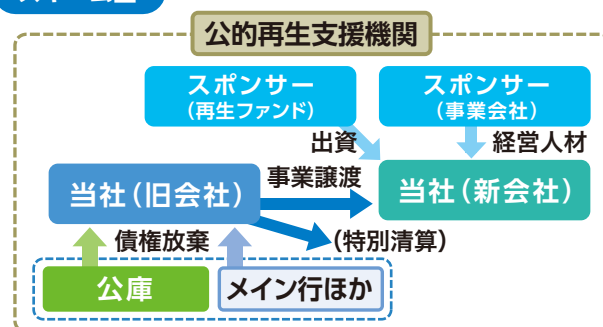 公的再生支援機関
スポンサー
（再生ファンド）
スポンサー
（事業会社）
出資
経営人材
事業譲渡
当社（旧会社）
当社（新会社）
債権放棄
（特別清算）
公庫
メイン行ほか